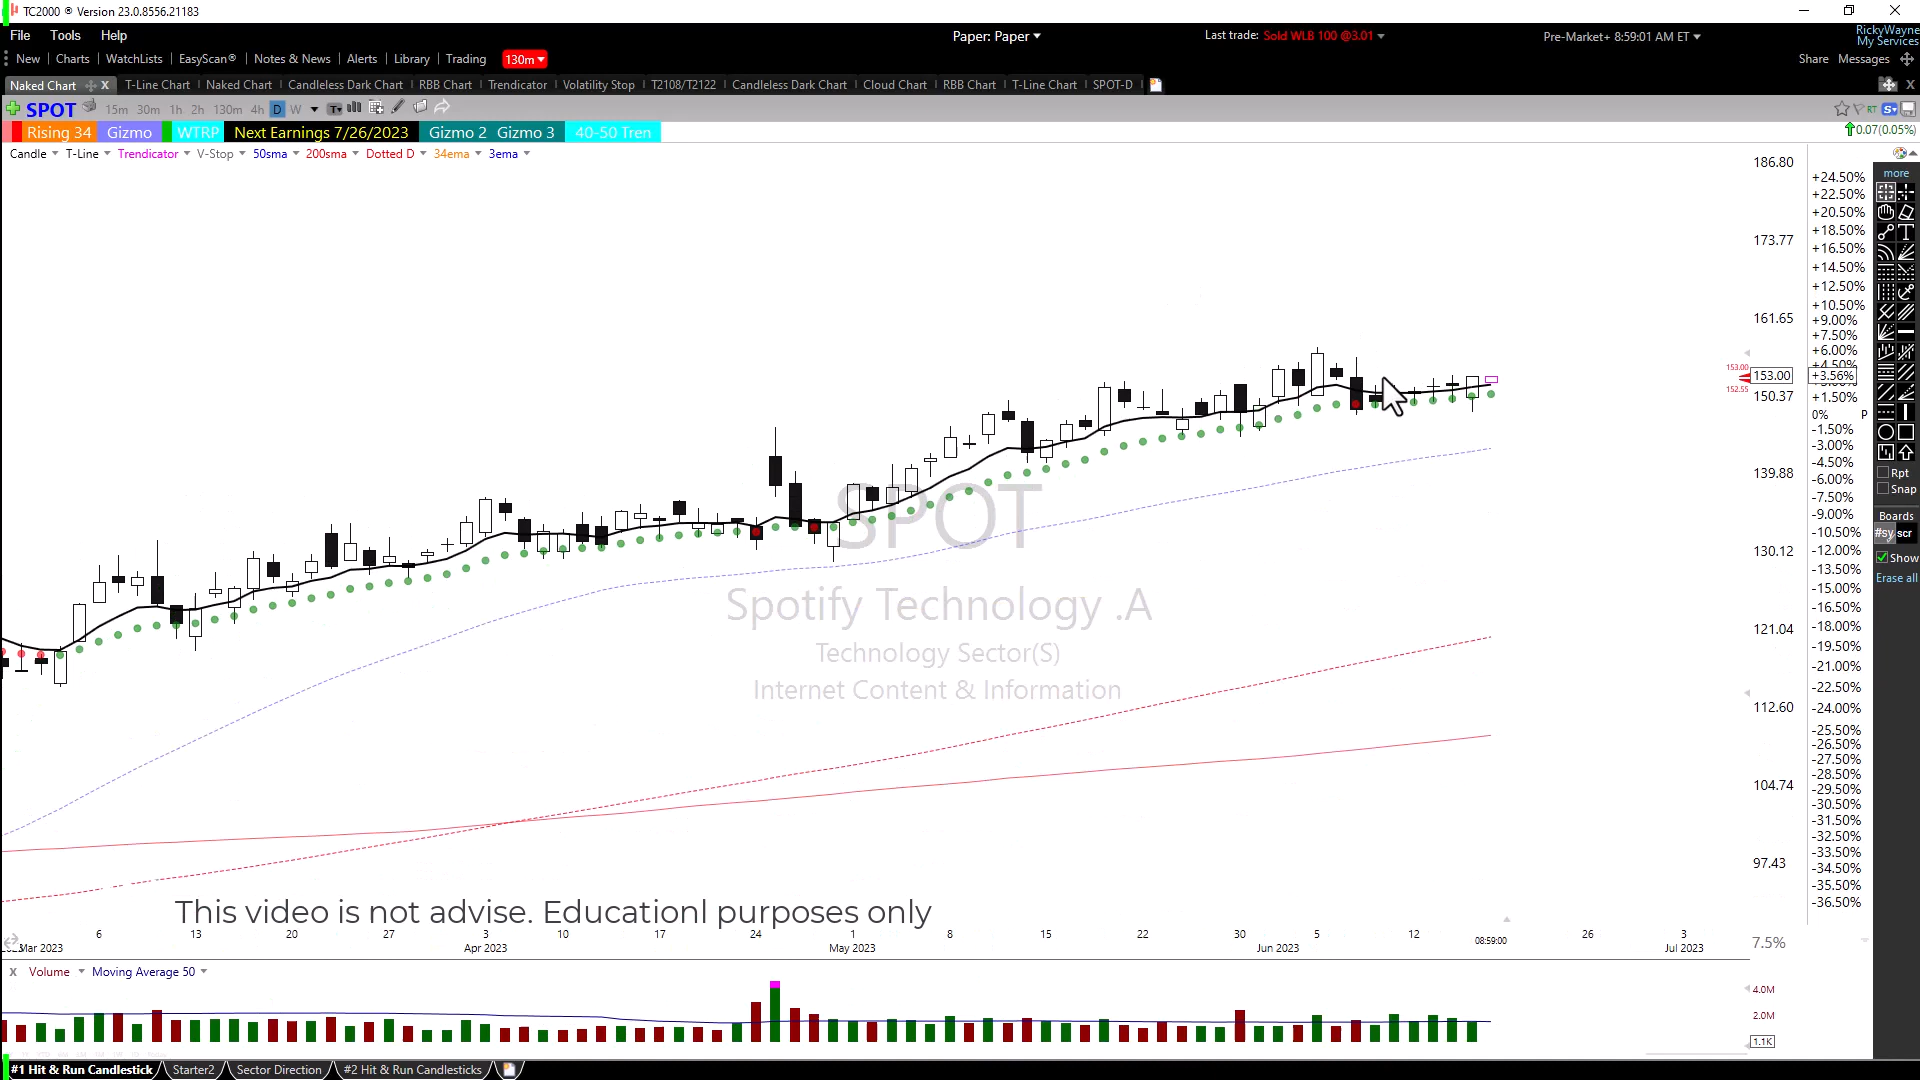 TC2000 ® Version 23.0.8556.21183
File Tools Help Paper: Paper Last trade: Sold WLB 100 @3.01 Pre-Market+ 8:59:01 AM ET RickyWayne
My Services
New Charts WatchLists EasyScan® Notes & News Alerts Library Trading 130m Share Messages
Naked Chart X T-Line Chart Naked Chart Candleless Dark Chart RBB Chart Trendicator Volatility Stop T2108/T2122 Candleless Dark Chart Cloud Chart RBB Chart T-Line Chart SPOT-D X
SPOT 15m 30m 1h 2h 130m 4h D W RT
Rising 34 Gizmo WTRP Next Earnings 7/26/2023 Gizmo 2 Gizmo 3 40-50 Tren 0.07(0.05%)
Candle T-Line Trendicator V-Stop 50sma 200sma Dotted D 34ema 3ema
186.80
173.77
161.65
153.00
153.00
152.55
150.37
139.88
130.12
121.04
112.60
104.74
97.43
7.5%
+24.50%
+22.50%
+20.50%
+18.50%
+16.50%
+14.50%
+12.50%
+10.50%
+9.00%
+7.50%
+6.00%
+4.50%
+3.56%
+1.50%
0% P
-1.50%
-3.00%
-4.50%
-6.00%
-7.50%
-9.00%
-10.50%
-12.00%
-13.50%
-15.00%
-16.50%
-18.00%
-19.50%
-21.00%
-22.50%
-24.00%
-25.50%
-26.50%
-27.50%
-28.50%
-29.50%
-30.50%
-31.50%
-32.50%
-33.50%
-34.50%
-35.50%
-36.50%
more
Rpt
Snap
Boards
#sy scr
Show
Erase all
SPOT
Spotify Technology .A
Technology Sector(S)
Internet Content & Information
This video is not advise. Educationl purposes only
6 13 20 27 3 10 17 24 1 8 15 22 30 5 12 08:59:00 26 3
Mar 2023 Apr 2023 May 2023 Jun 2023 Jul 2023
X Volume Moving Average 50
4.0M
2.0M
1.1K
#1 Hit & Run Candlestick Starter2 Sector Direction #2 Hit & Run Candlesticks